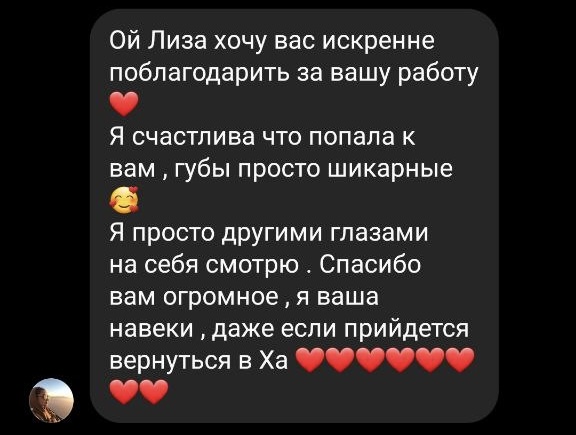 Ой Лиза хочу вас искренне
поблагодарить за вашу работу
❤️
Я счастлива что попала к
вам , губы просто шикарные
🥰
Я просто другими глазами
на себя смотрю . Спасибо
вам огромное , я ваша
навеки , даже если прийдется
вернуться в Ха ❤️❤️❤️❤️❤️❤️
❤️❤️